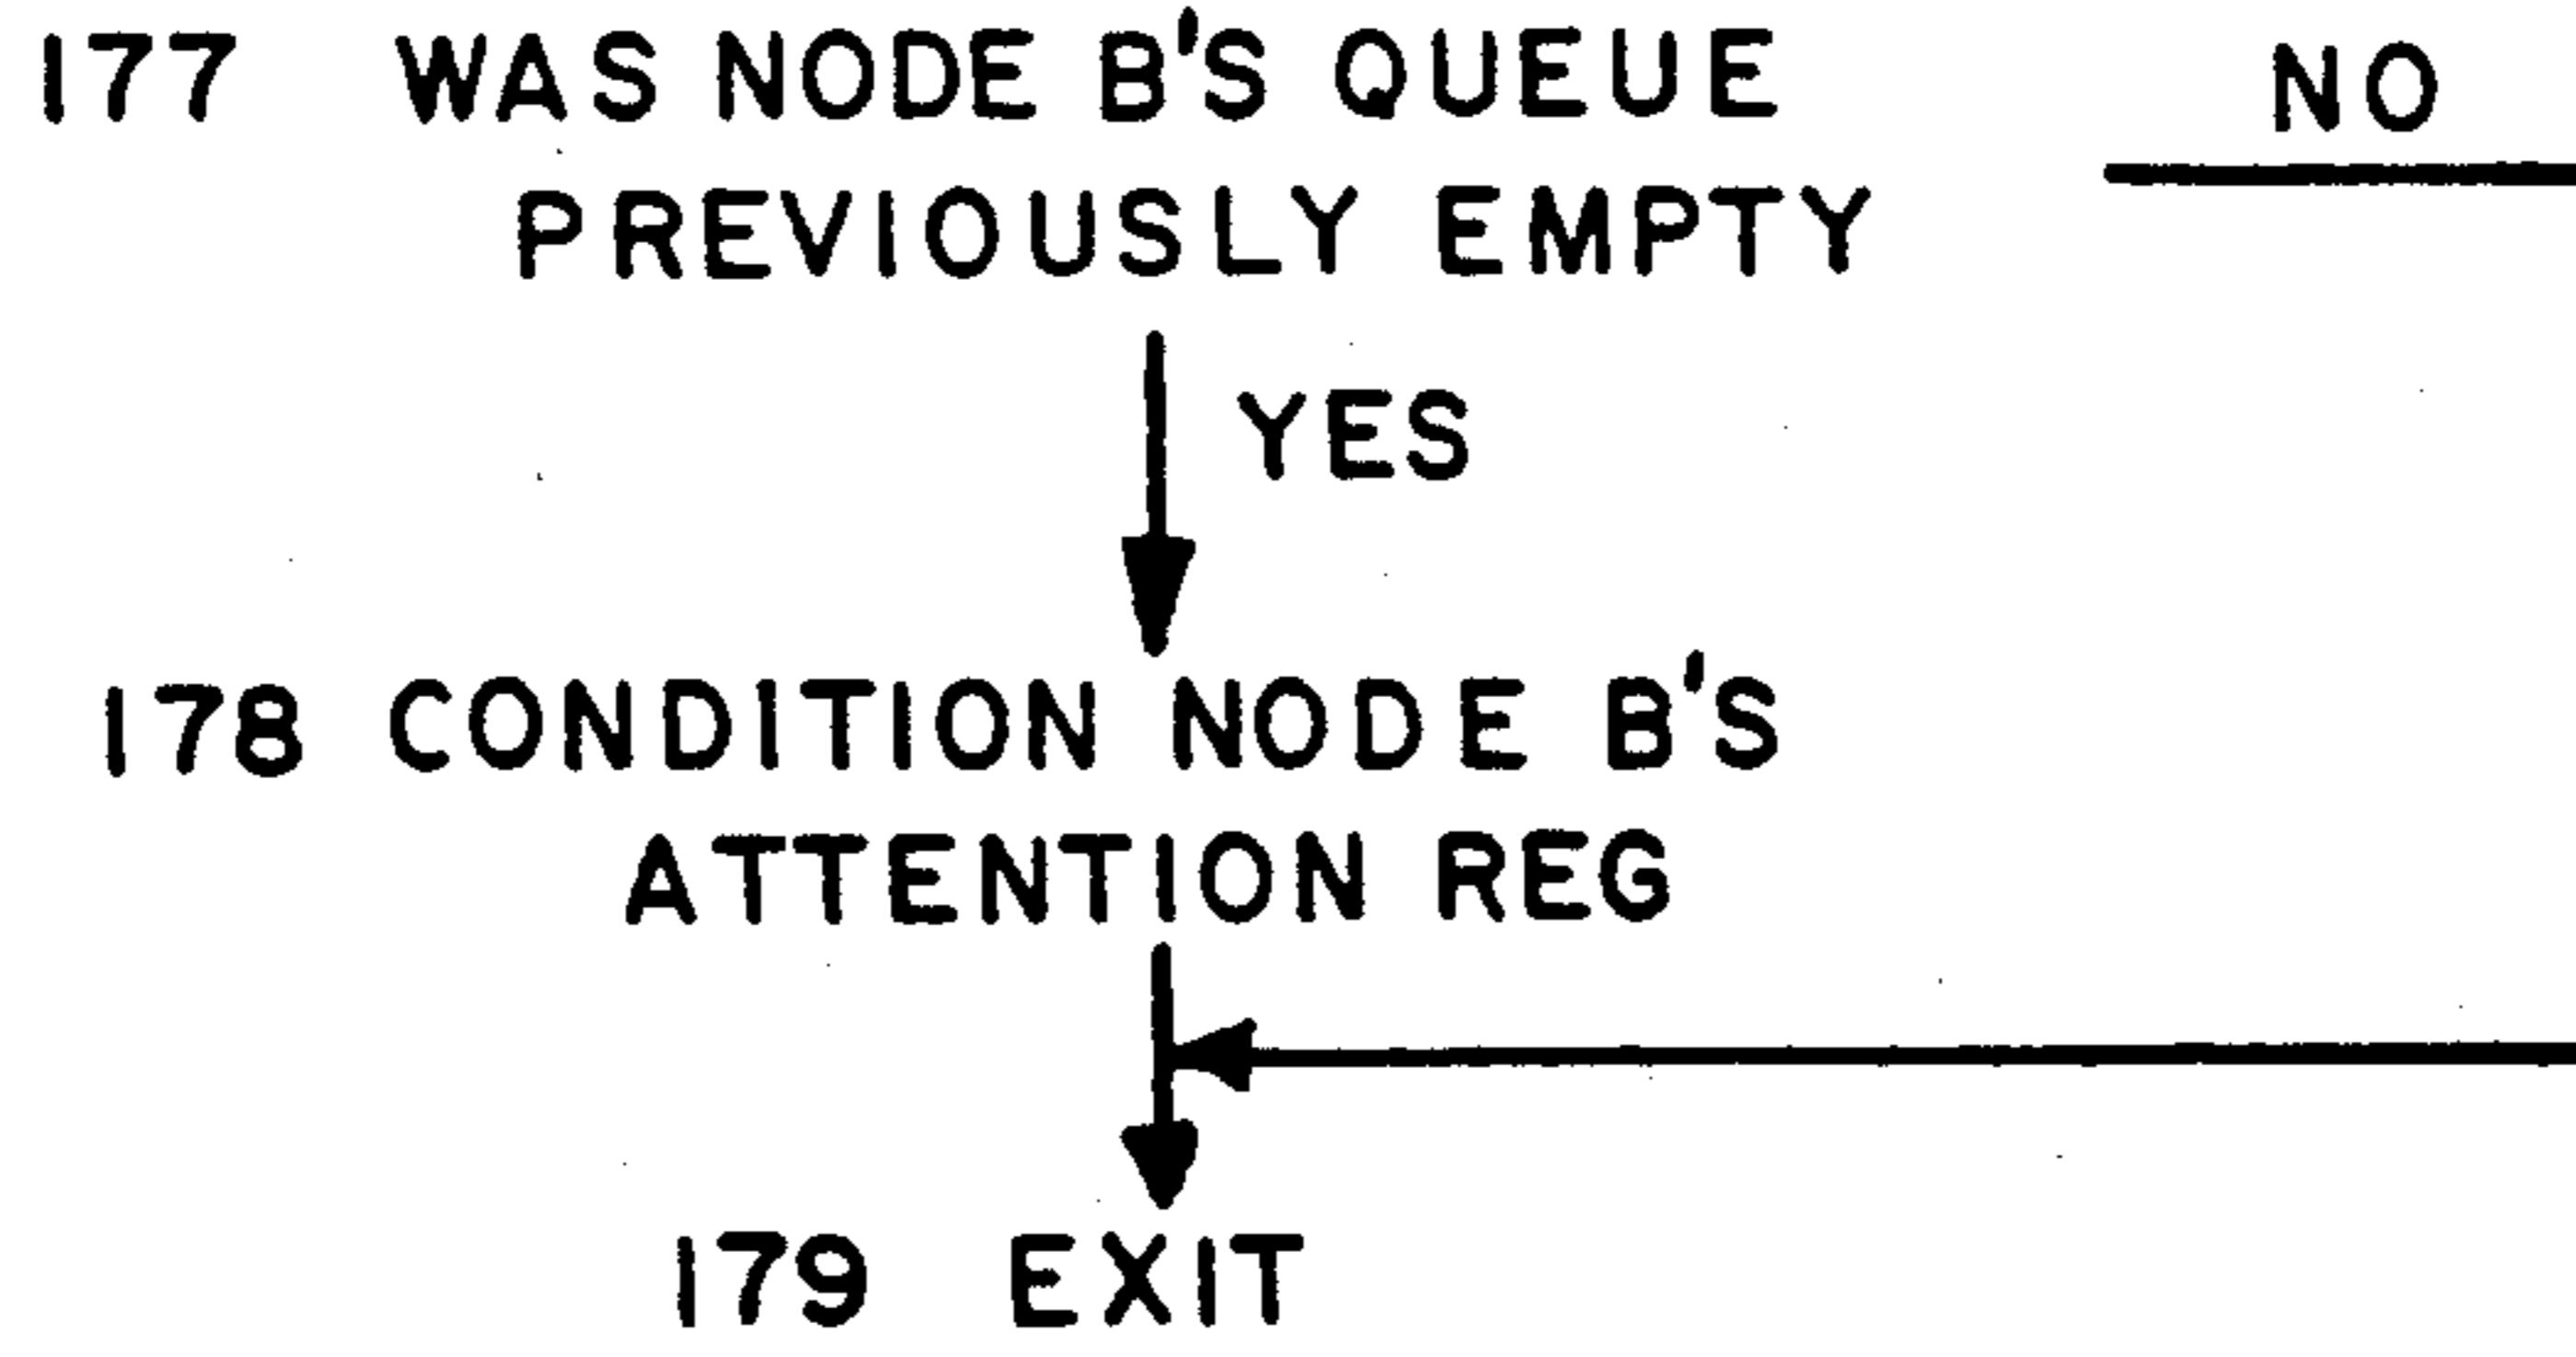 177 WAS NODE B'S QUEUE NO
PREVIOUSLY EMPTY
YES
178 CONDITION NODE B'S
ATTENTION REG
179 EXIT